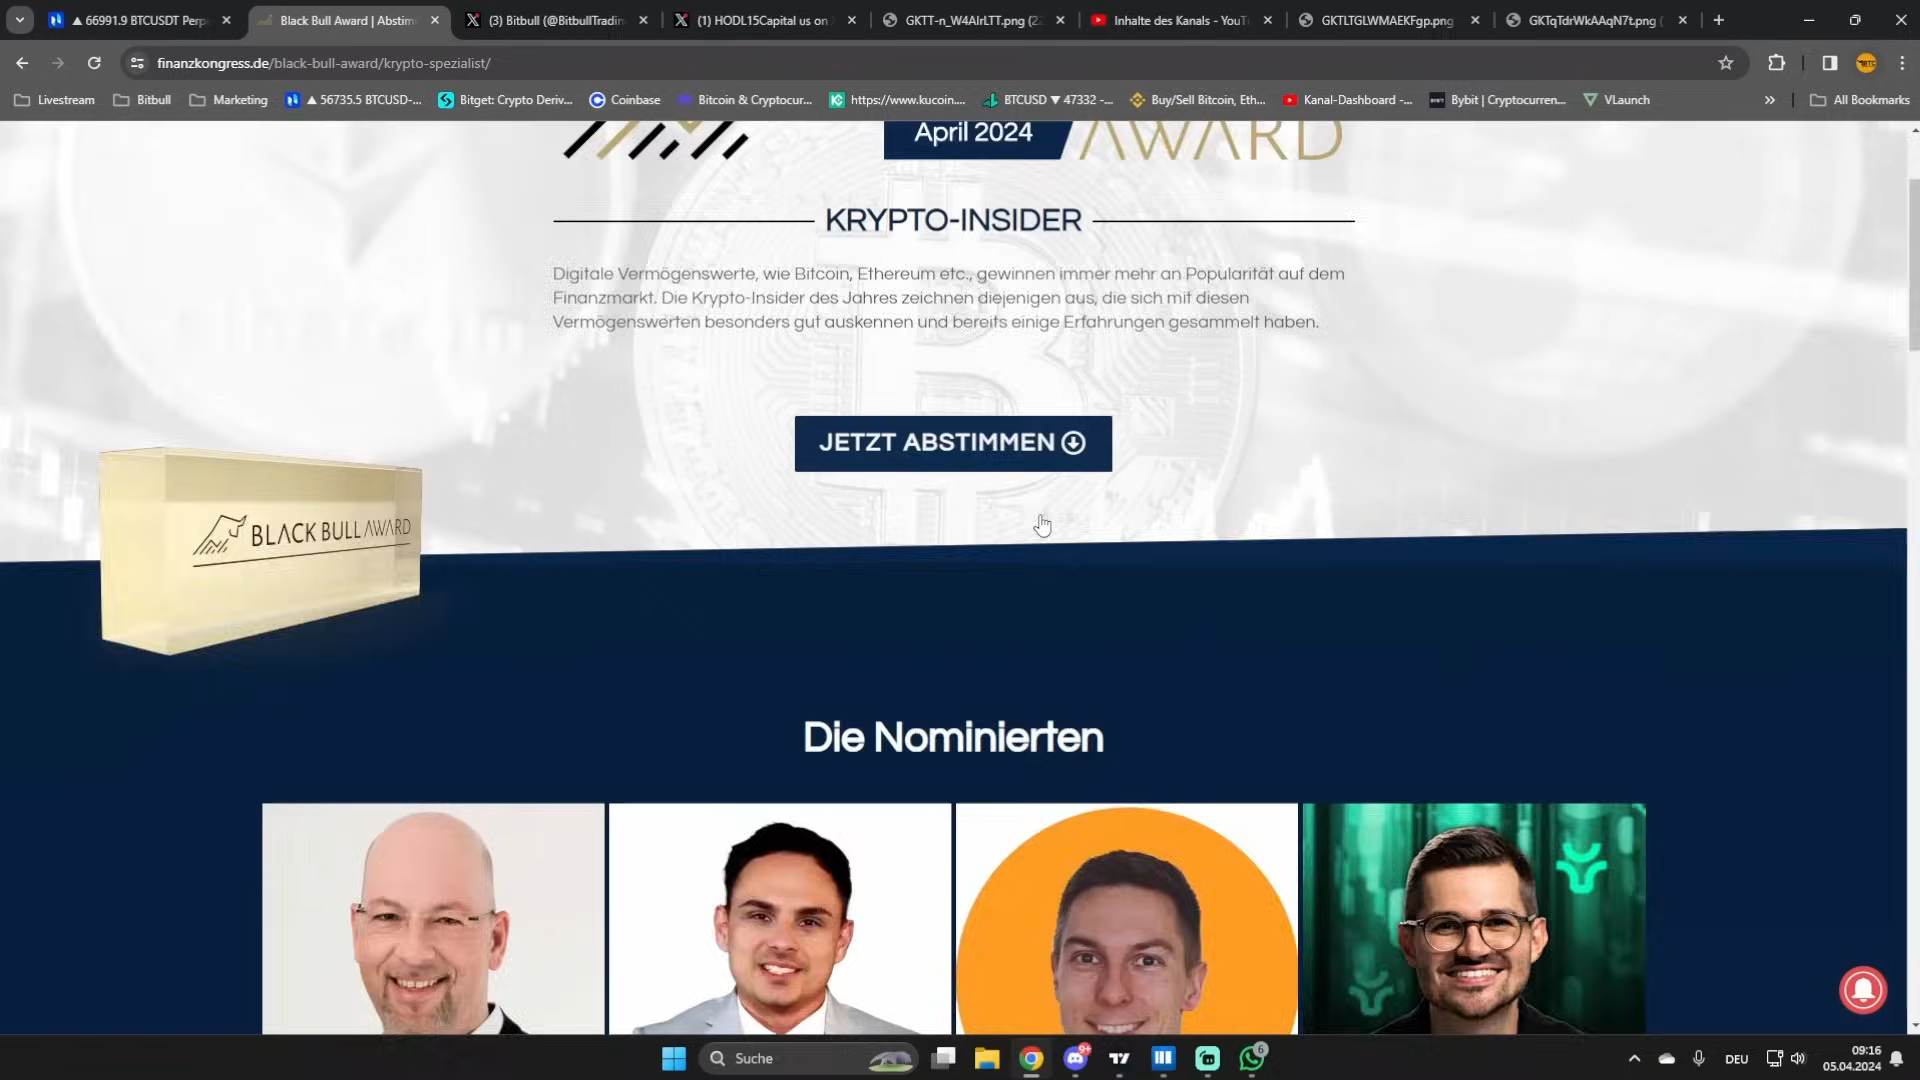 ▲ 66991.9 BTCUSDT Perp
Black Bull Award | Abstim
(3) Bitbull (@BitbullTradin
(1) HODL15Capital us on
GKTT-n_W4AIrLTT.png (2
Inhalte des Kanals - YouT
GKTLTGLWMAEKFgp.png
GKTqTdrWkAAqN7t.png (
finanzkongress.de/black-bull-award/krypto-spezialist/
Livestream
Bitbull
Marketing
▲ 56735.5 BTCUSD-...
Bitget: Crypto Deriv...
Coinbase
Bitcoin & Cryptocur...
https://www.kucoin....
BTCUSD ▼ 47332 -...
Buy/Sell Bitcoin, Eth...
Kanal-Dashboard -...
Bybit | Cryptocurren...
VLaunch
»
All Bookmarks
April 2024
AWARD
KRYPTO-INSIDER
Digitale Vermögenswerte, wie Bitcoin, Ethereum etc., gewinnen immer mehr an Popularität auf dem
Finanzmarkt. Die Krypto-Insider des Jahres zeichnen diejenigen aus, die sich mit diesen
Vermögenswerten besonders gut auskennen und bereits einige Erfahrungen gesammelt haben.
JETZT ABSTIMMEN
BLACK BULL AWARD
Die Nominierten
Suche
9+
6
DEU
09:16
05.04.2024